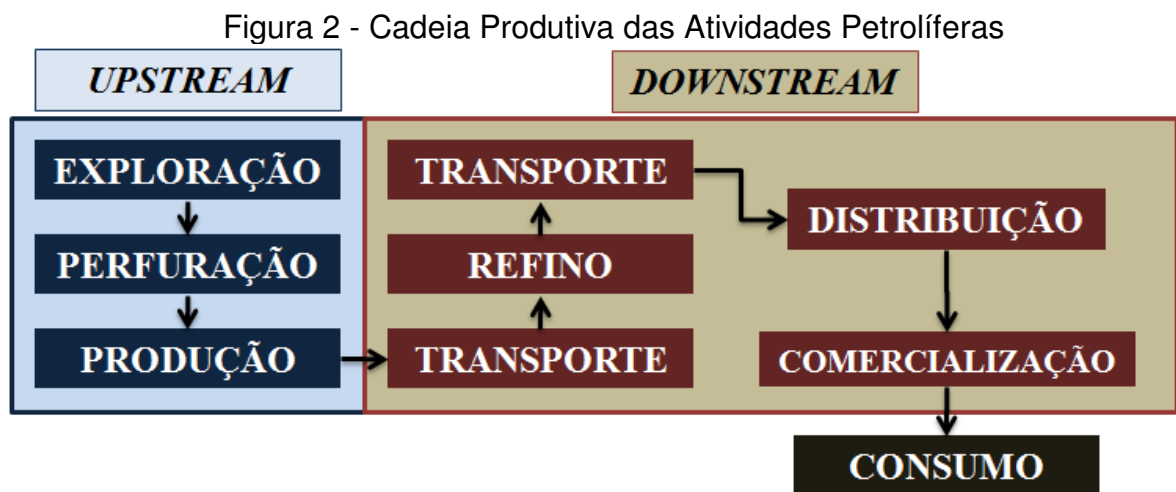 Figura 2 - Cadeia Produtiva das Atividades Petrolíferas
UPSTREAM
DOWNSTREAM
EXPLORAÇÃO
PERFURAÇÃO
PRODUÇÃO
TRANSPORTE
REFINO
TRANSPORTE
DISTRIBUIÇÃO
COMERCIALIZAÇÃO
CONSUMO